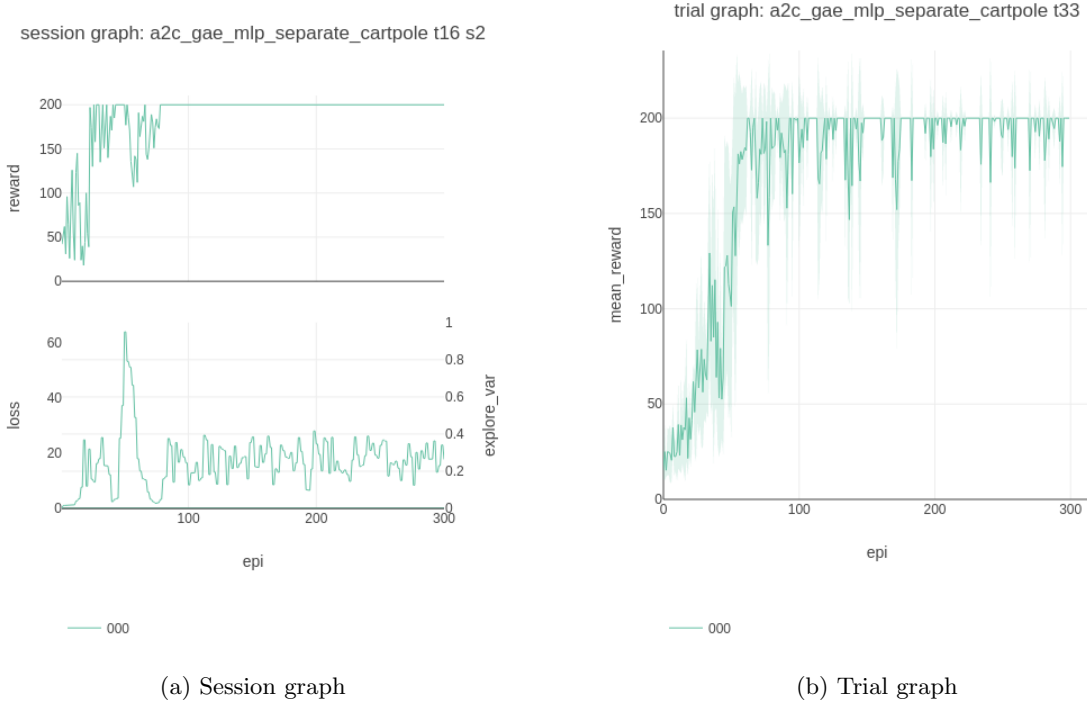 session graph: a2c_gae_mlp_separate_cartpole t16 s2
200
150
100
50
0
reward
60
40
20
0
loss
1
0.8
0.6
0.4
0.2
0
explore_var
100
200
300
epi
000
(a) Session graph
trial graph: a2c_gae_mlp_separate_cartpole t33
200
150
100
50
0
mean_reward
0
100
200
300
epi
000
(b) Trial graph